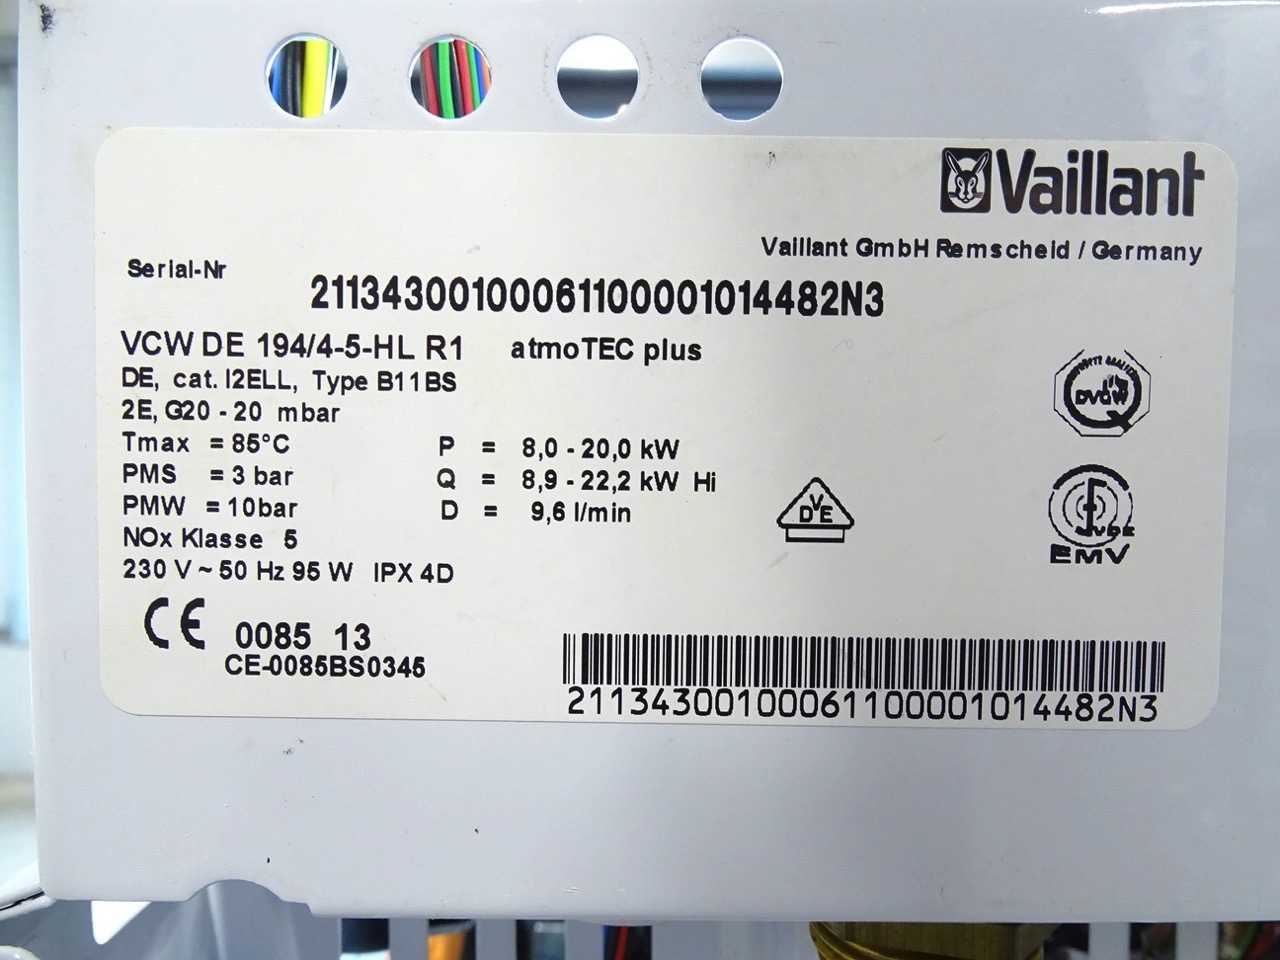 Vaillant
Vaillant GmbH Remscheid / Germany
Serial-Nr
21134300100061100001014482N3
VCW DE 194/4-5-HL R1 atmoTEC plus
DE, cat. I2ELL, Type B11BS
2E, G20 - 20 mbar
Tmax = 85°C P = 8,0 - 20,0 kW
PMS = 3 bar Q = 8,9 - 22,2 kW Hi
PMW = 10bar D = 9,6 l/min
NOx Klasse 5
230 V ~ 50 Hz 95 W IPX 4D
DVGW
VDE
VDE
EMV
CE 0085 13
CE-0085BS0345
21134300100061100001014482N3